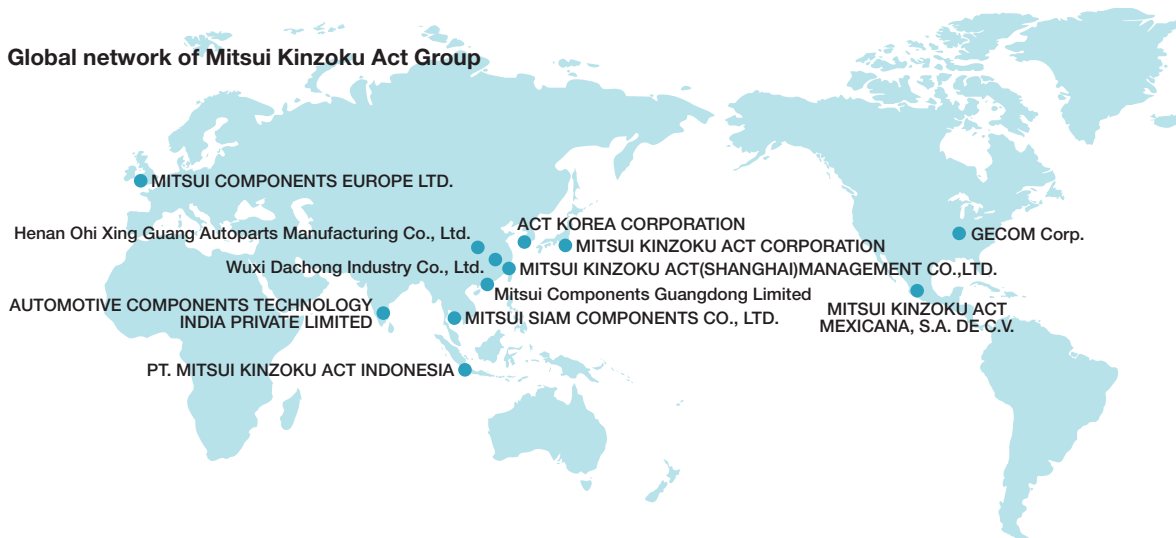 Global network of Mitsui Kinzoku Act Group
MITSUI COMPONENTS EUROPE LTD.
ACT KOREA CORPORATION
Henan Ohi Xing Guang Autoparts Manufacturing Co., Ltd.
MITSUI KINZOKU ACT CORPORATION
GECOM Corp.
Wuxi Dachong Industry Co., Ltd.
MITSUI KINZOKU ACT(SHANGHAI)MANAGEMENT CO.,LTD.
Mitsui Components Guangdong Limited
AUTOMOTIVE COMPONENTS TECHNOLOGY
INDIA PRIVATE LIMITED
MITSUI SIAM COMPONENTS CO., LTD.
MITSUI KINZOKU ACT
MEXICANA, S.A. DE C.V.
PT. MITSUI KINZOKU ACT INDONESIA